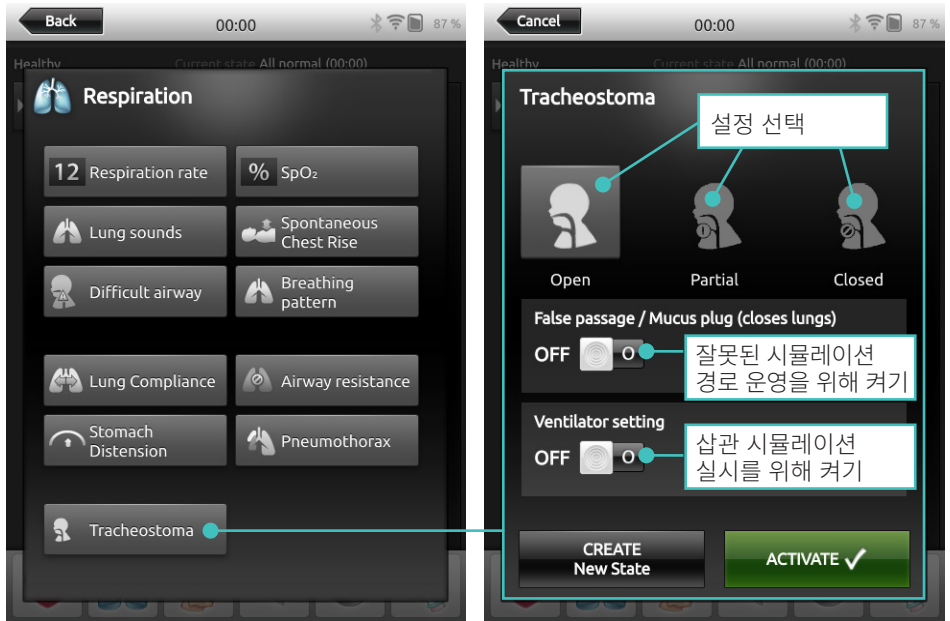 Back
00:00
87 %
Healthy
Current state All normal (00:00)
Respiration
12 Respiration rate
% SpO₂
Lung sounds
Spontaneous
Chest Rise
Difficult airway
Breathing
pattern
Lung Compliance
Airway resistance
Stomach
Distension
Pneumothorax
Tracheostoma
Cancel
00:00
87 %
Healthy
Current state All normal (00:00)
Tracheostoma
설정 선택
Open
Partial
Closed
False passage / Mucus plug (closes lungs)
OFF O
잘못된 시뮬레이션
경로 운영을 위해 켜기
Ventilator setting
OFF O
삽관 시뮬레이션
실시를 위해 켜기
CREATE
New State
ACTIVATE